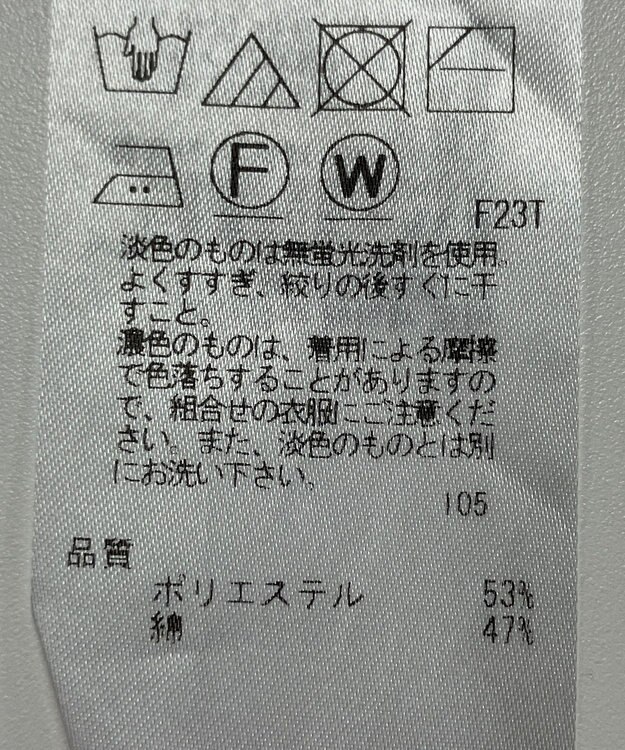 F W
F23T
淡色のものは無蛍光洗剤を使用。
よくすすぎ、絞りの後すぐに干
すこと。
濃色のものは、着用による摩擦
で色落ちすることがありますの
で、組合せの衣服にご注意くだ
さい。また、淡色のものとは別
にお洗い下さい。
105
品質
ポリエステル 53%
綿 47%